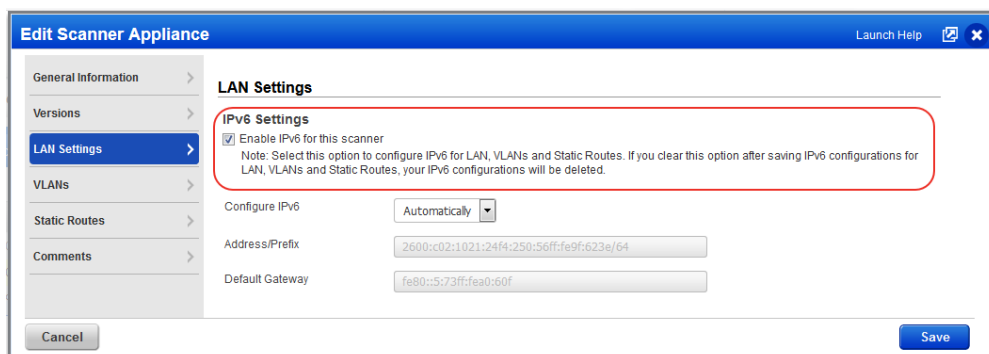 Edit Scanner Appliance
Launch Help
General Information
Versions
LAN Settings
VLANs
Static Routes
Comments
LAN Settings
IPv6 Settings
Enable IPv6 for this scanner
Note: Select this option to configure IPv6 for LAN, VLANs and Static Routes. If you clear this option after saving IPv6 configurations for
LAN, VLANs and Static Routes, your IPv6 configurations will be deleted.
Configure IPv6
Automatically
Address/Prefix
2600:c02:1021:24f4:250:56ff:fe9f:623e/64
Default Gateway
fe80::5:73ff:fea0:60f
Cancel
Save